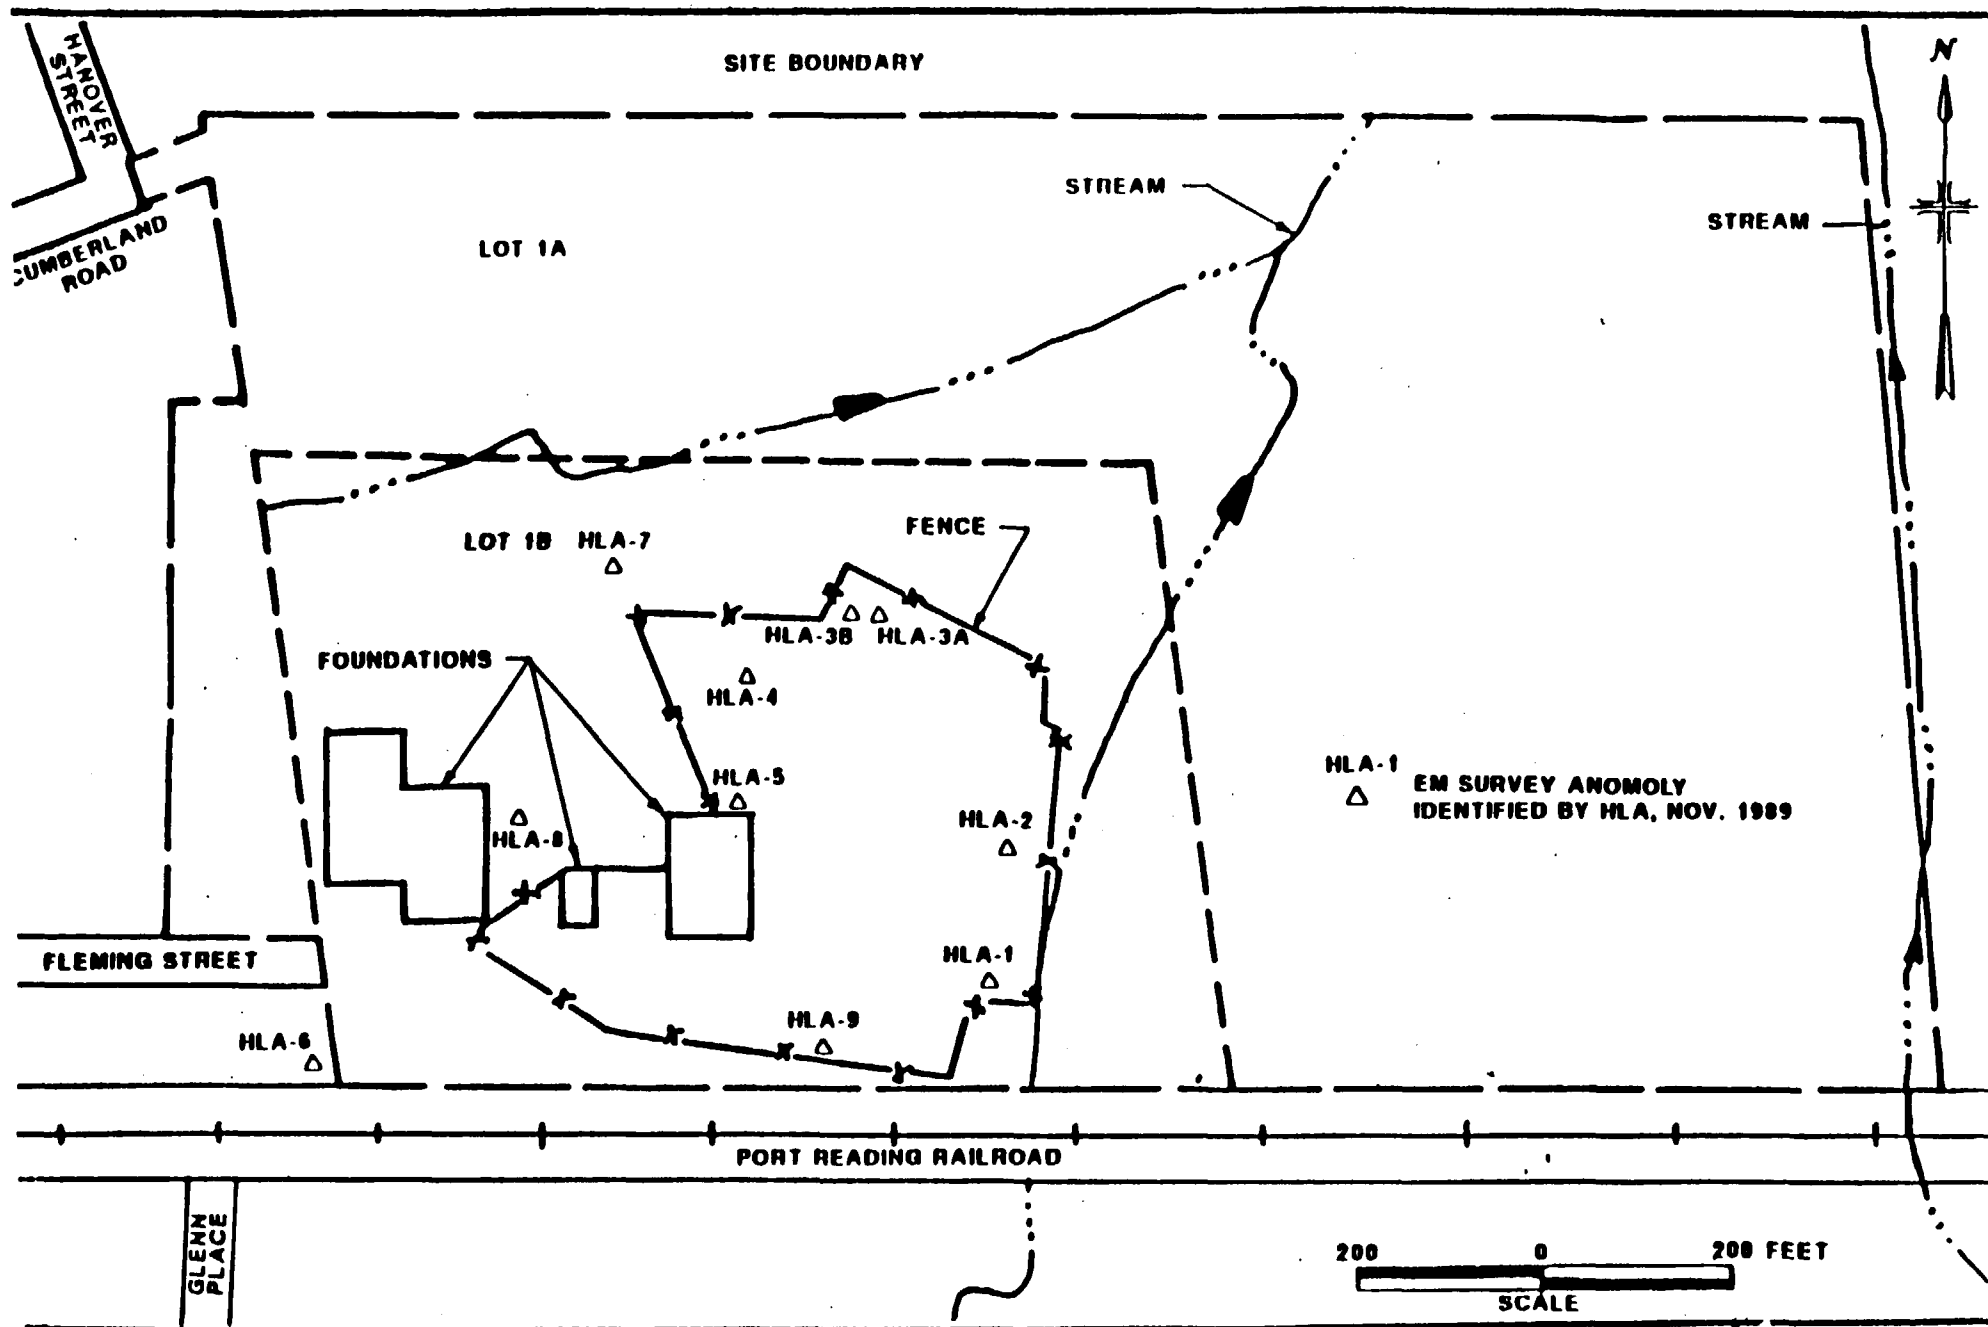 SITE BOUNDARY
HANOVER
STREET
N
STREAM
STREAM
LOT 1A
CUMBERLAND
ROAD
FENCE
LOT 1B
HLA-7
HLA-3B
HLA-3A
FOUNDATIONS
HLA-4
HLA-5
HLA-8
HLA-2
HLA-1
EM SURVEY ANOMOLY
IDENTIFIED BY HLA, NOV. 1989
FLEMING STREET
HLA-1
HLA-9
HLA-6
PORT READING RAILROAD
GLENN
PLACE
200 0 200 FEET
SCALE